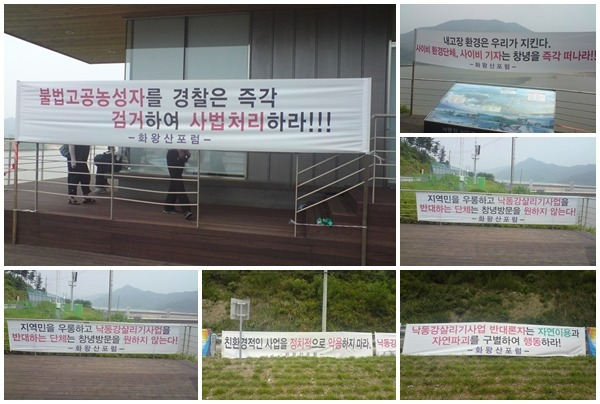 불법고공농성자를 경찰은 즉각
검거하여 사법처리하라!!!
- 화왕산포럼 -
내고장 환경은 우리가 지킨다.
사이비 환경단체, 사이비 기자는 창녕을 즉각 떠나라!!
- 화왕산포럼 -
지역민을 우롱하고 낙동강살리기사업을
반대하는 단체는 창녕방문을 원하지 않는다!
- 화왕산포럼 -
지역민을 우롱하고 낙동강살리기사업을
반대하는 단체는 창녕방문을 원하지 않는다!
- 화왕산포럼 -
친환경적인 사업을 정치적으로 악용하지 마라.
낙동강
낙동강살리기사업 반대론자는 자연이용과
자연파괴를 구별하여 행동하라!
- 화왕산포럼 -